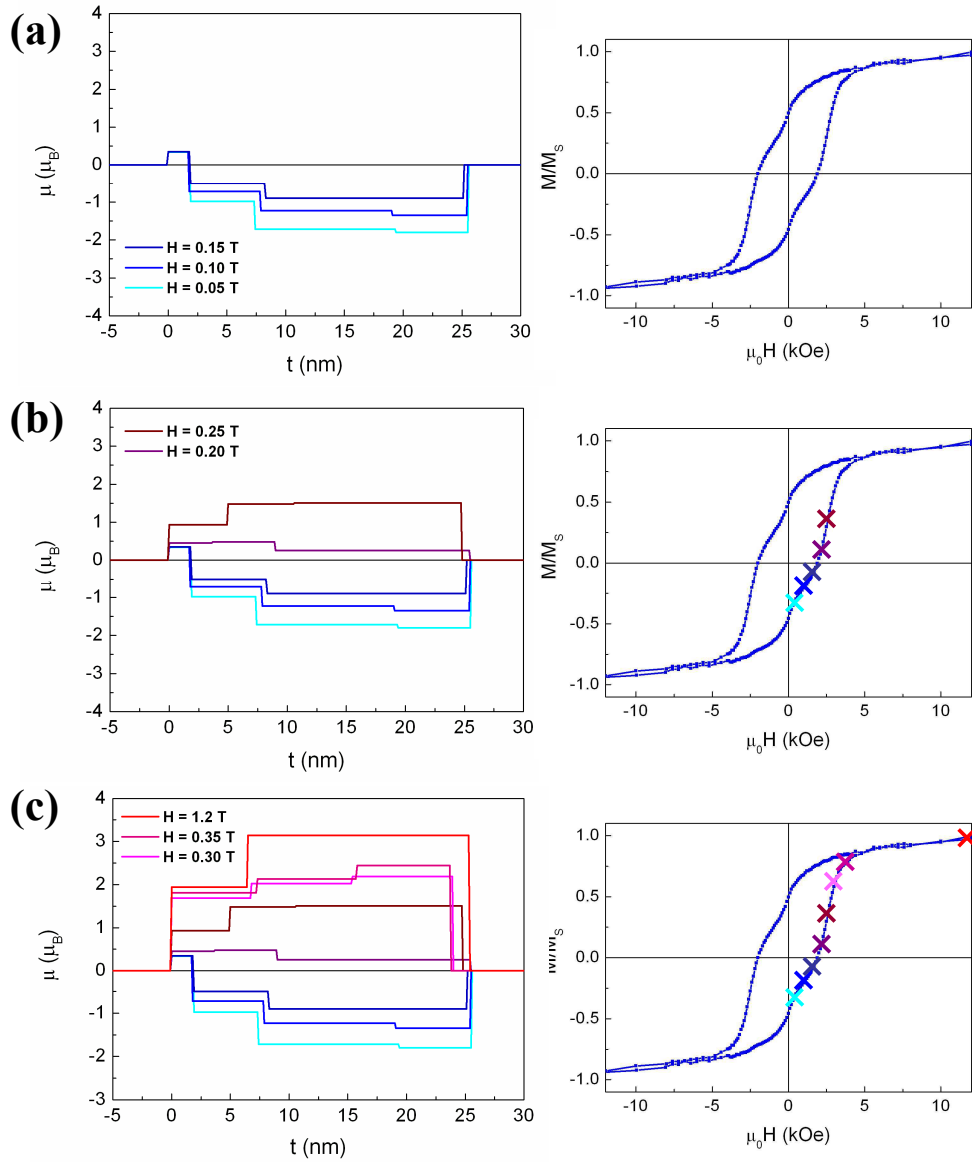 (a)
4
3
2
1
0
-1
-2
-3
-4
μ (μB)
H = 0.15 T
H = 0.10 T
H = 0.05 T
-5 0 5 10 15 20 25 30
t (nm)
1.0
0.5
0.0
-0.5
-1.0
M/MS
-10 -5 0 5 10
μ0H (kOe)
(b)
4
3
2
1
0
-1
-2
-3
-4
μ (μB)
H = 0.25 T
H = 0.20 T
-5 0 5 10 15 20 25 30
t (nm)
1.0
0.5
0.0
-0.5
-1.0
M/MS
-10 -5 0 5 10
μ0H (kOe)
(c)
4
3
2
1
0
-1
-2
-3
μ (μB)
H = 1.2 T
H = 0.35 T
H = 0.30 T
-5 0 5 10 15 20 25 30
t (nm)
1.0
0.5
0.0
-0.5
-1.0
M/MS
-10 -5 0 5 10
μ0H (kOe)